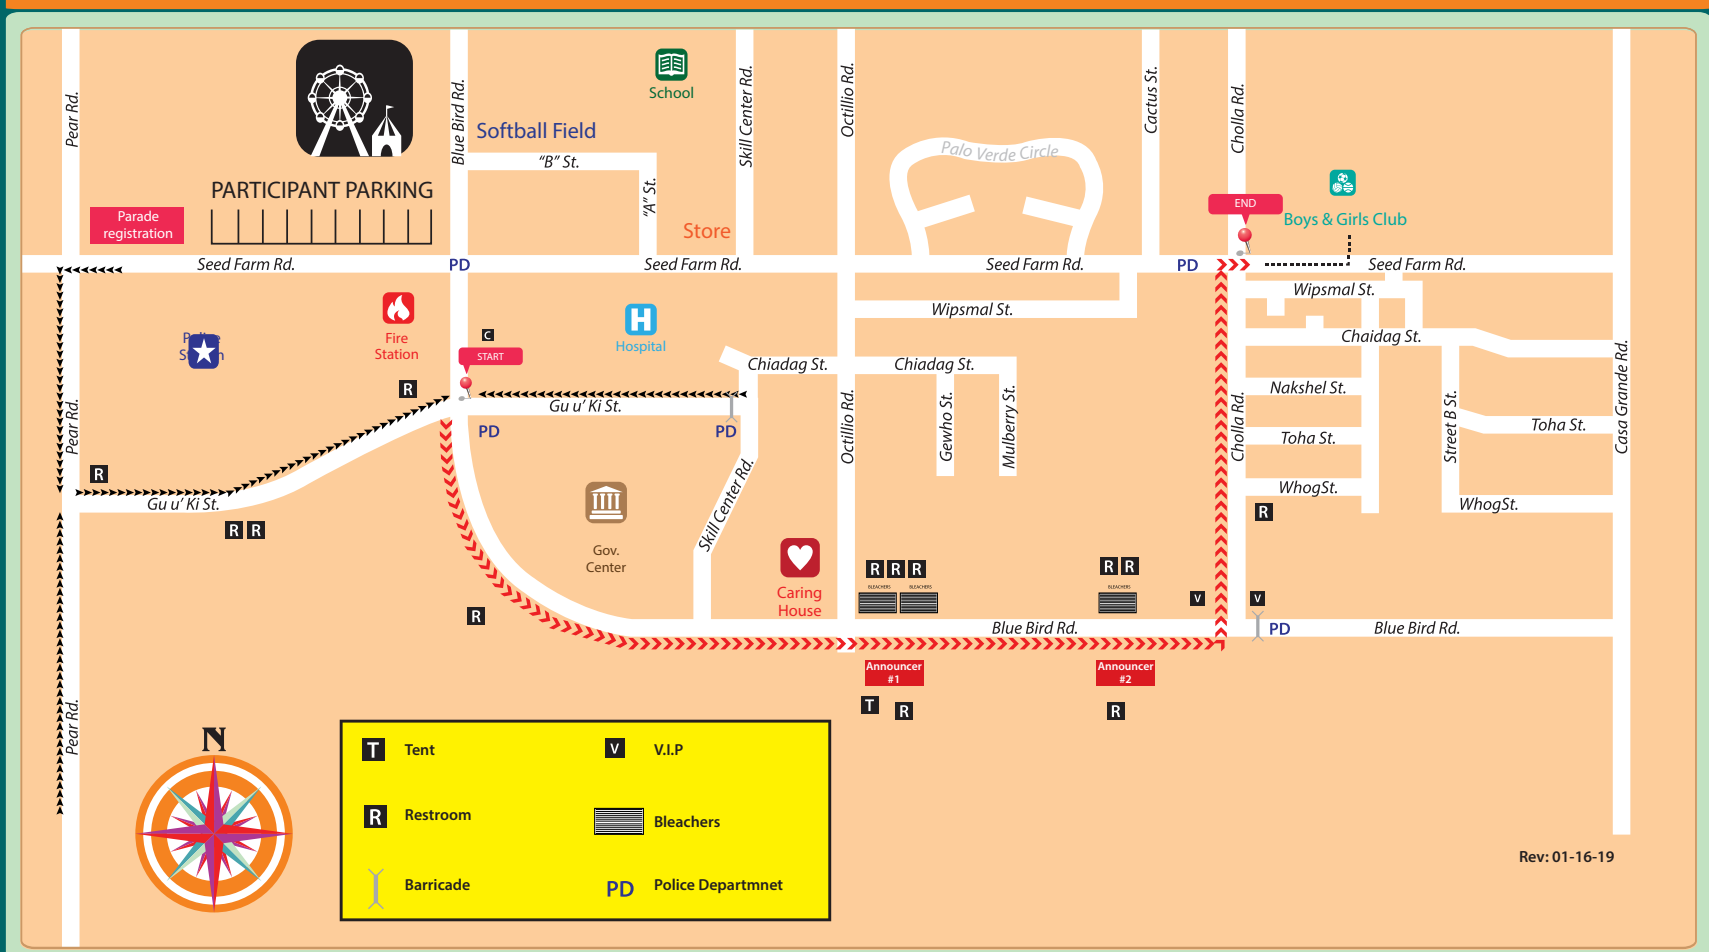 Pear Rd.
Blue Bird Rd.
School
Skill Center Rd.
Octillio Rd.
Cactus St.
Cholla Rd.
Softball Field
"B" St.
"A" St.
Palo Verde Circle
PARTICIPANT PARKING
Parade
registration
Store
END
Boys & Girls Club
Seed Farm Rd.
PD
Seed Farm Rd.
Seed Farm Rd.
PD
Seed Farm Rd.
Wipsmal St.
Wipsmal St.
Fire
Station
H
Hospital
C
START
Chiadag St.
Chiadag St.
Chaidag St.
Casa Grande Rd.
R
Nakshel St.
Gu u' Ki St.
PD
PD
Pear Rd.
Octillio Rd.
Gewho St.
Mulberry St.
Cholla Rd.
Toha St.
Street B St.
Toha St.
R
Gu u' Ki St.
WhogSt.
WhogSt.
R
R R
Skill Center Rd.
Gov.
Center
Caring
House
R R R
BLEACHERS BLEACHERS
R R
BLEACHERS
V
V
R
Blue Bird Rd.
PD
Blue Bird Rd.
Announcer
#1
Announcer
#2
T
R
R
Pear Rd.
N
T Tent
V V.I.P
R Restroom
Bleachers
Barricade
PD Police Departmnet
Rev: 01-16-19